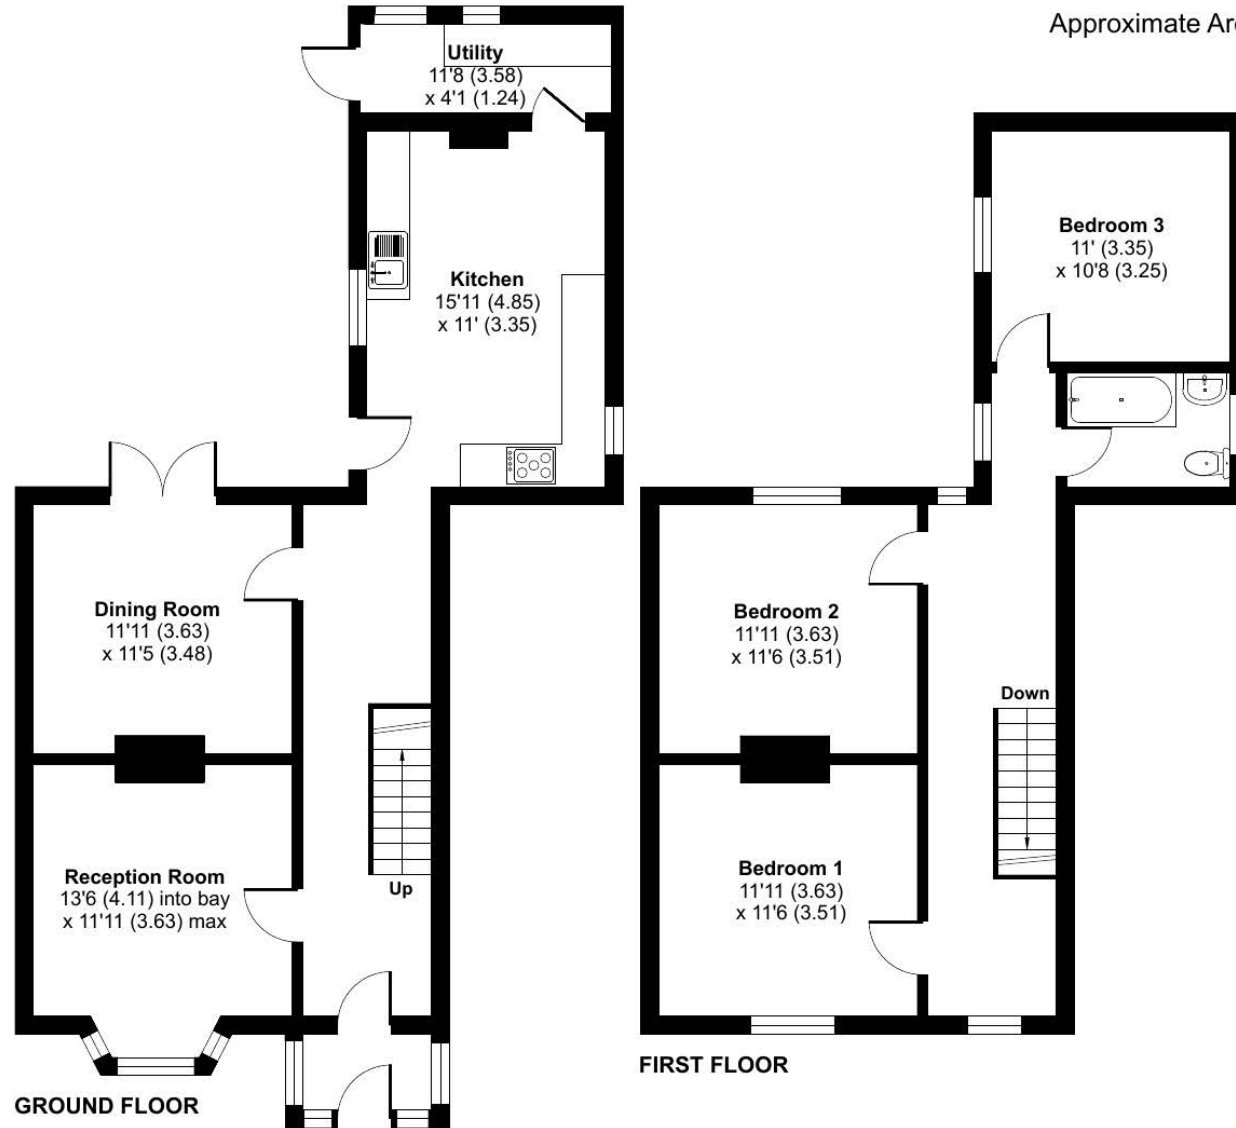 Approximate Are
Utility
11'8 (3.58)
x 4'1 (1.24)
Kitchen
15'11 (4.85)
x 11' (3.35)
Dining Room
11'11 (3.63)
x 11'5 (3.48)
Reception Room
13'6 (4.11) into bay
x 11'11 (3.63) max
Up
GROUND FLOOR
Bedroom 3
11' (3.35)
x 10'8 (3.25)
Bedroom 2
11'11 (3.63)
x 11'6 (3.51)
Down
Bedroom 1
11'11 (3.63)
x 11'6 (3.51)
FIRST FLOOR